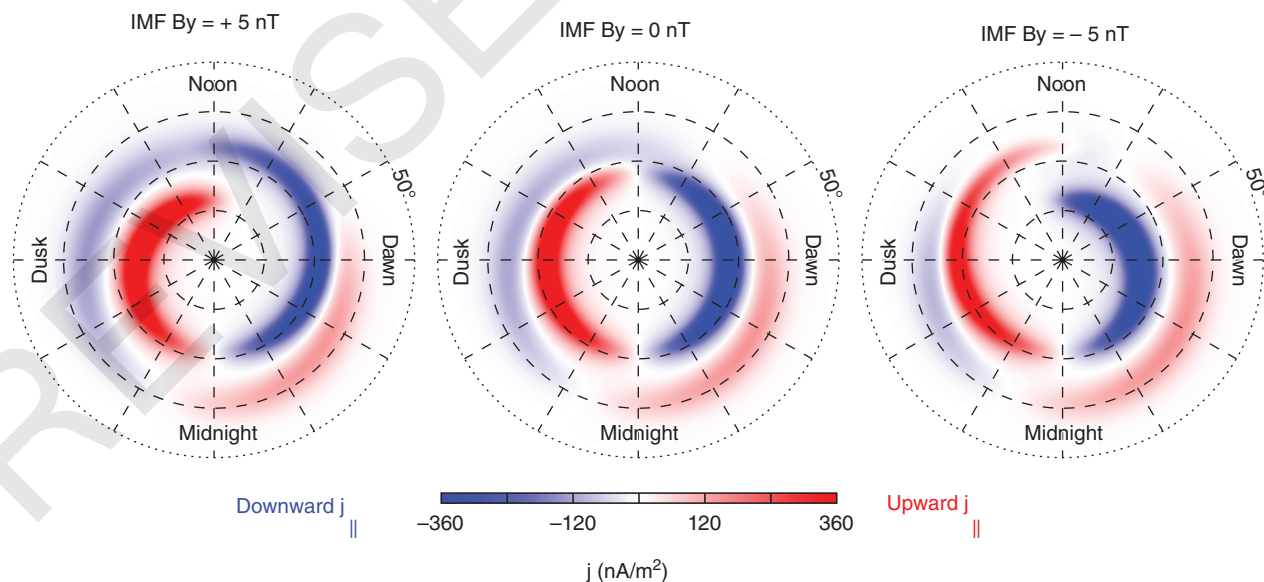 IMF By = + 5 nT
IMF By = 0 nT
IMF By = – 5 nT
Noon
Noon
Noon
50°
50°
50°
Dusk
Dawn
Dusk
Dawn
Dusk
Dawn
Midnight
Midnight
Midnight
Downward j ||
–360
–120
120
360
Upward j ||
j (nA/m²)
REVISE